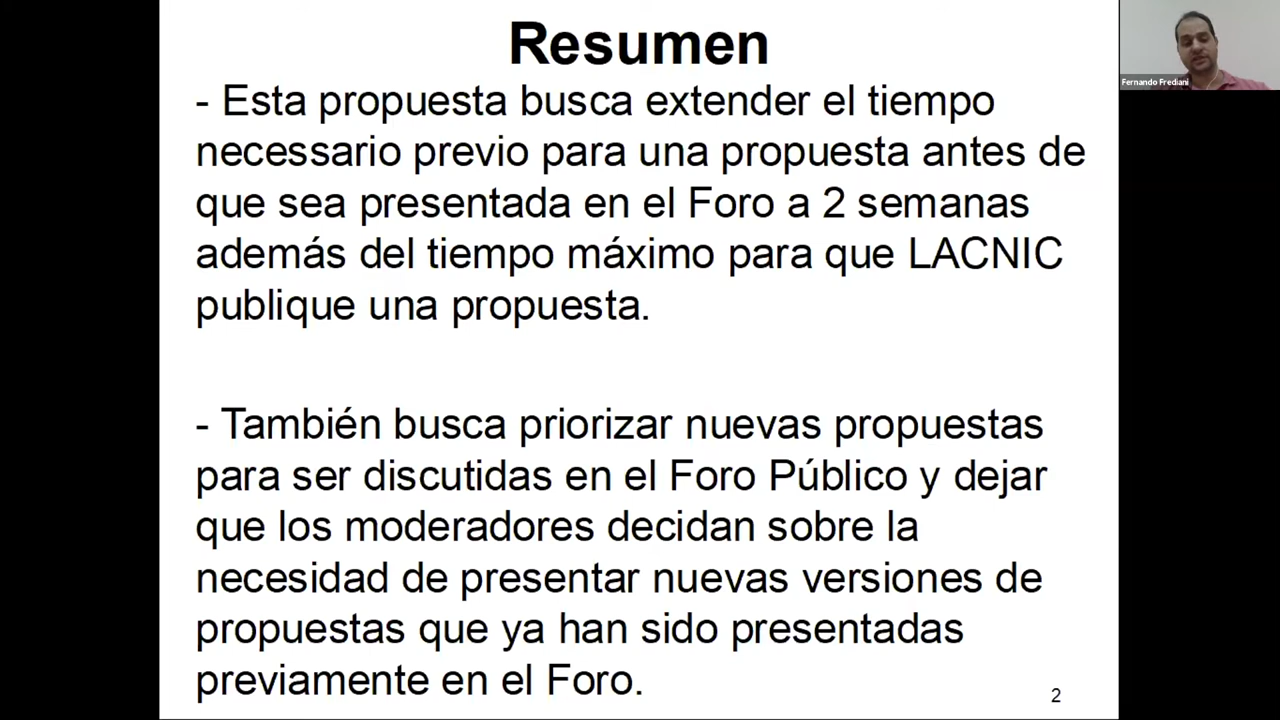 Resumen
- Esta propuesta busca extender el tiempo
necessario previo para una propuesta antes de
que sea presentada en el Foro a 2 semanas
además del tiempo máximo para que LACNIC
publique una propuesta.
- También busca priorizar nuevas propuestas
para ser discutidas en el Foro Público y dejar
que los moderadores decidan sobre la
necesidad de presentar nuevas versiones de
propuestas que ya han sido presentadas
previamente en el Foro.
2
Fernando Frediani